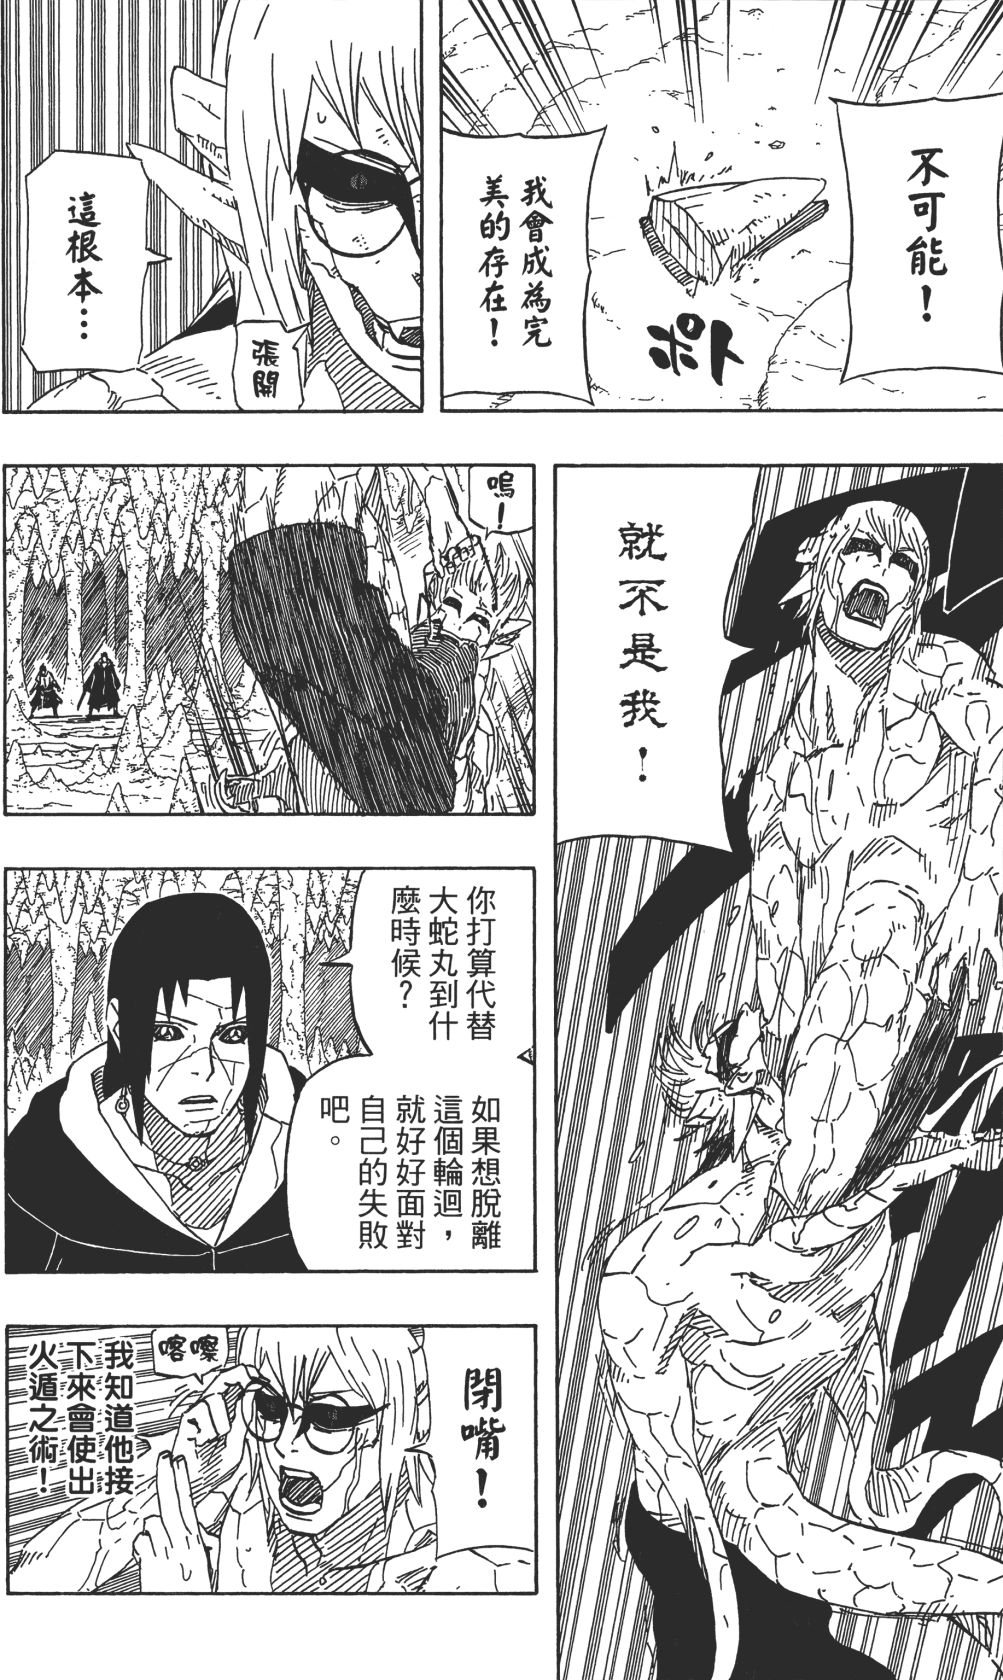 不可能！
我會成為完
美的存在！
ポト
這根本…
張開
就不是我！
嗚！
你打算代替
大蛇丸到什
麼時候？
如果想脫離
這個輪迴，
就好好面對
自己的失敗
吧。
閉嘴！
喀嚓
我知道他接
下來會使出
火遁之術！